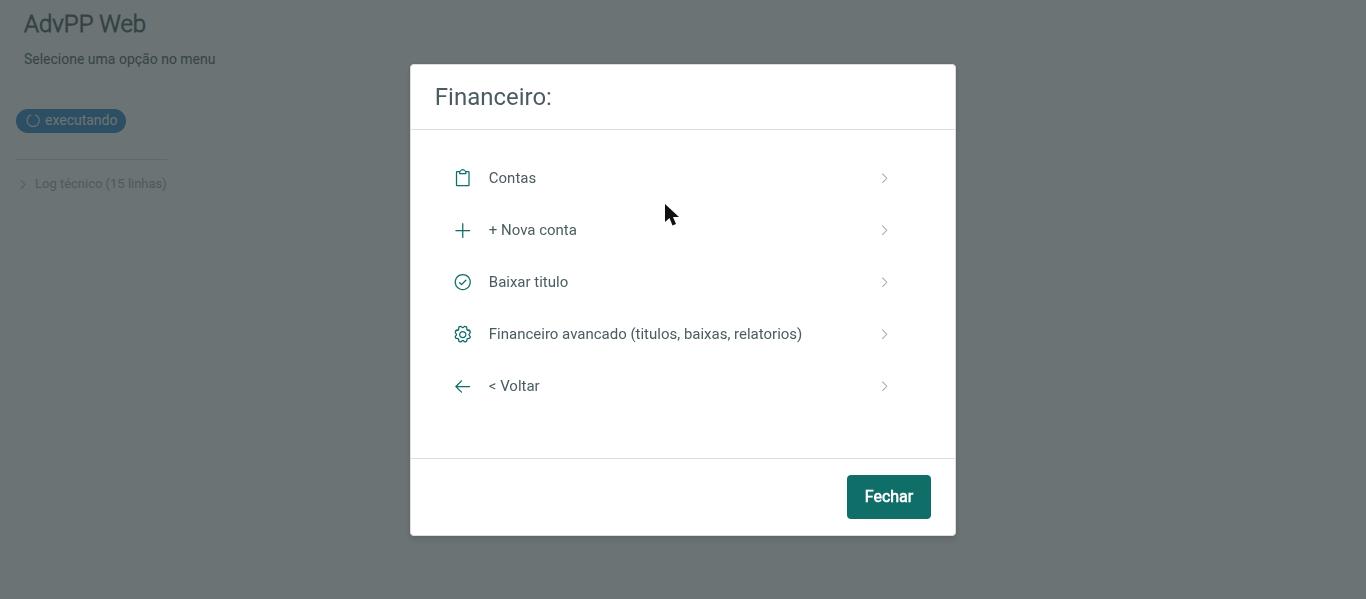 AdvPP Web
Selecione uma opção no menu
executando
Log técnico (15 linhas)
Financeiro:
Contas
+ Nova conta
Baixar titulo
Financeiro avancado (titulos, baixas, relatorios)
< Voltar
Fechar